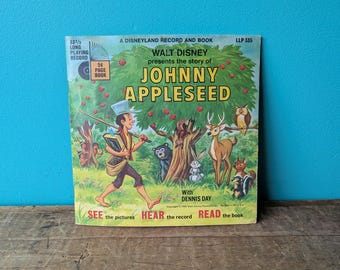 A DISNEYLAND RECORD AND BOOK
LLP 335
33⅓
LONG
PLAYING
RECORD
24
PAGE
BOOK
WALT DISNEY
presents the story of
JOHNNY
APPLESEED
With
DENNIS DAY
SEE the pictures HEAR the record READ the book